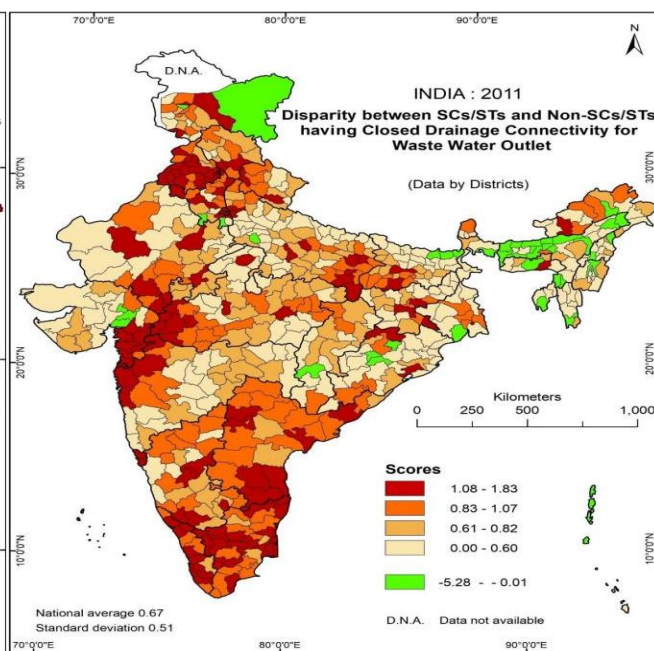 70°0'0"E 80°0'0"E 90°0'0"E
N
D.N.A.
INDIA : 2011
Disparity between SCs/STs and Non-SCs/STs
having Closed Drainage Connectivity for
Waste Water Outlet
(Data by Districts)
30°0'0"N
30°0'0"N
20°0'0"N
20°0'0"N
10°0'0"N
10°0'0"N
Kilometers
0 250 500 1,000
Scores
1.08 - 1.83
0.83 - 1.07
0.61 - 0.82
0.00 - 0.60
-5.28 - - 0.01
D.N.A. Data not available
National average 0.67
Standard deviation 0.51
70°0'0"E 80°0'0"E 90°0'0"E